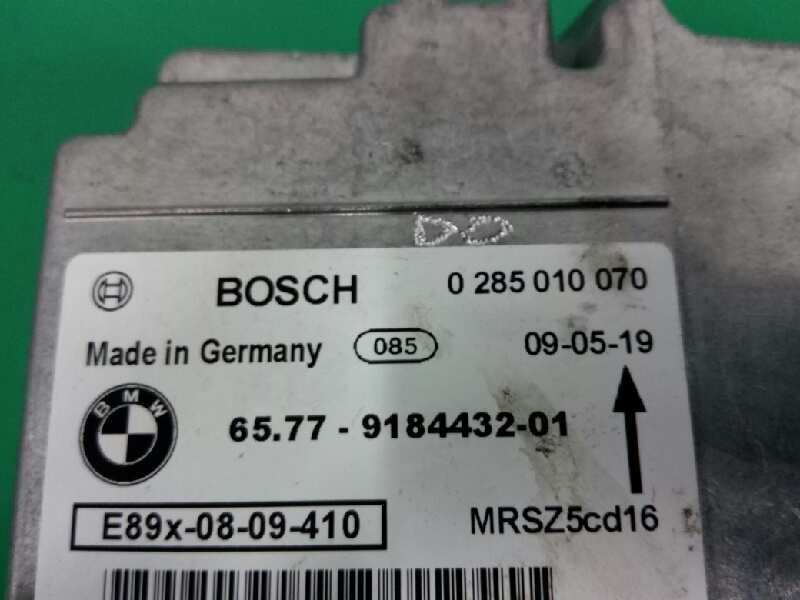 DO
BOSCH 0 285 010 070
Made in Germany 085 09-05-19
BMW 65.77 - 9184432-01
E89x-08-09-410 MRSZ5cd16